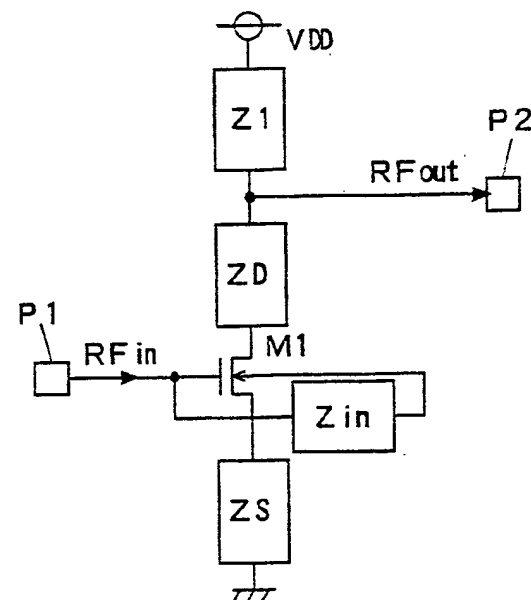 VDD
Z1
P2
RFout
ZD
P1
RFin
M1
Zin
ZS